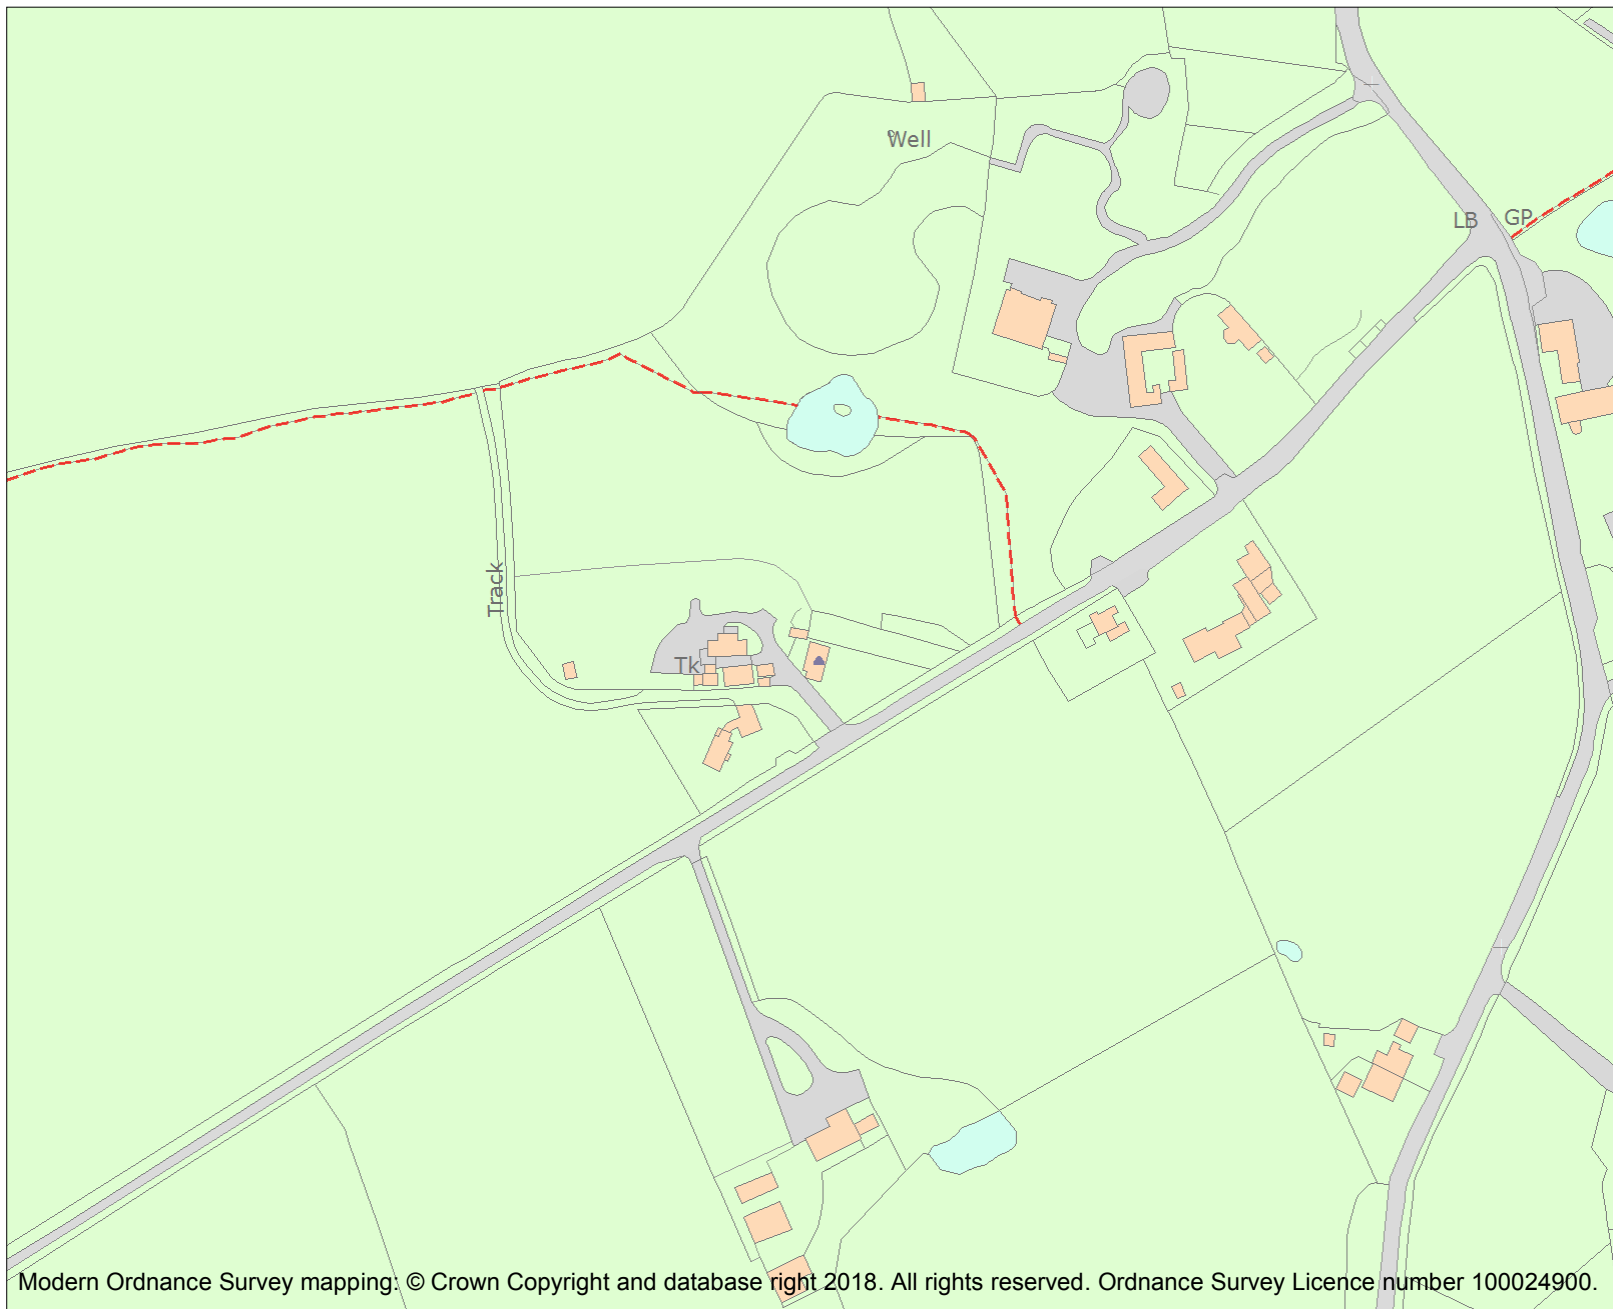 Well
LB
GP
Track
Tk
Modern Ordnance Survey mapping: © Crown Copyright and database right 2018. All rights reserved. Ordnance Survey Licence number 100024900.